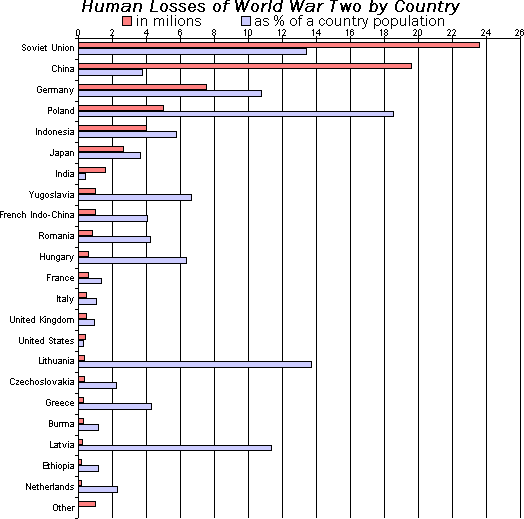 Human Losses of World War Two by Country
in milions as % of a country population
0 2 4 6 8 10 12 14 16 18 20 22 24 26
Soviet Union
China
Germany
Poland
Indonesia
Japan
India
Yugoslavia
French Indo-China
Romania
Hungary
France
Italy
United Kingdom
United States
Lithuania
Czechoslovakia
Greece
Burma
Latvia
Ethiopia
Netherlands
Other